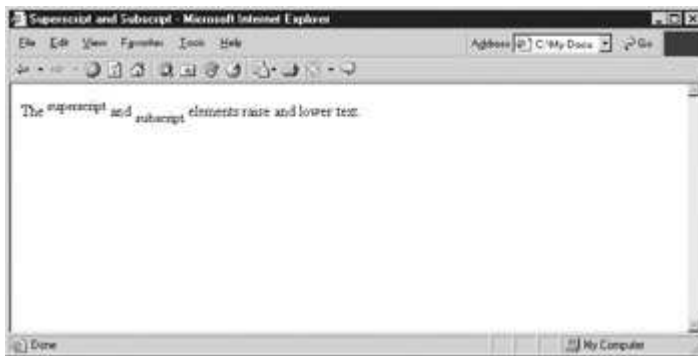 Superscript and Subscript - Microsoft Internet Explorer
File Edit View Favorites Tools Help
Address C:\My Docu Go
The superscript and subscript elements raise and lower text.
Done
My Computer